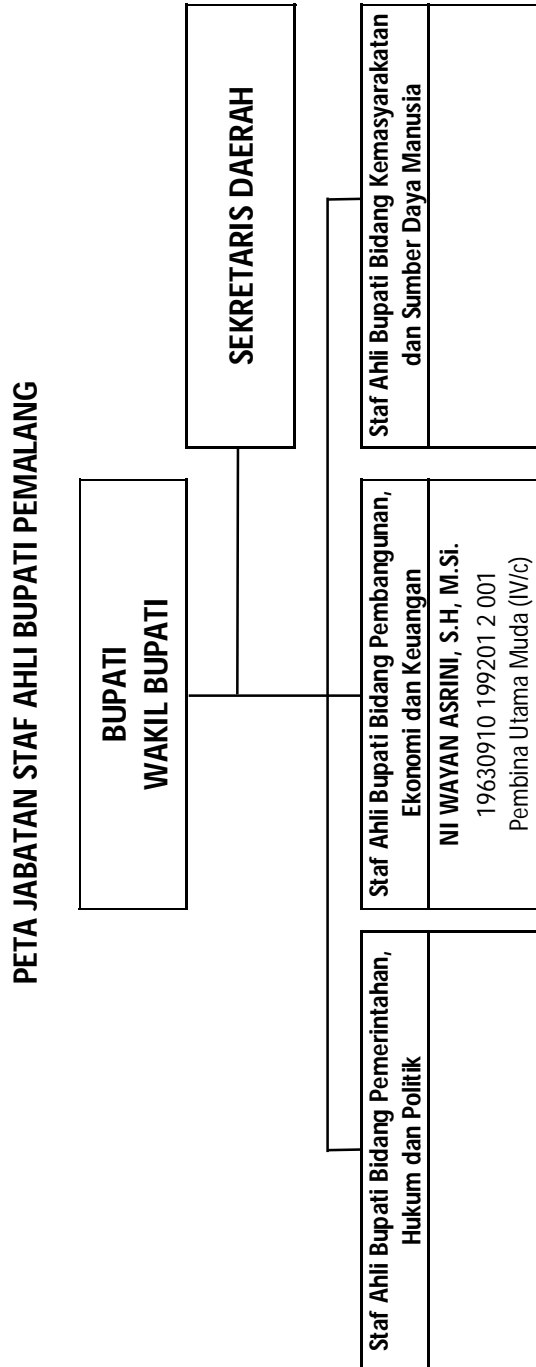 PETA JABATAN STAF AHLI BUPATI PEMALANG
BUPATI
WAKIL BUPATI
SEKRETARIS DAERAH
Staf Ahli Bupati Bidang Pemerintahan,
Hukum dan Politik
Staf Ahli Bupati Bidang Pembangunan,
Ekonomi dan Keuangan
NI WAYAN ASRINI, S.H, M.Si.
19630910 199201 2 001
Pembina Utama Muda (IV/c)
Staf Ahli Bupati Bidang Kemasyarakatan
dan Sumber Daya Manusia